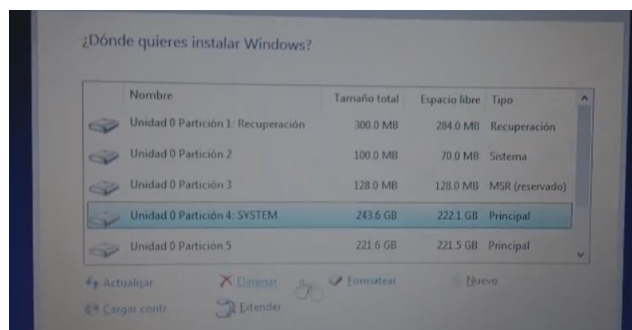 ¿Dónde quieres instalar Windows?
Nombre Tamaño total Espacio libre Tipo
Unidad 0 Partición 1: Recuperación 300.0 MB 284.0 MB Recuperación
Unidad 0 Partición 2 100.0 MB 70.0 MB Sistema
Unidad 0 Partición 3 128.0 MB 128.0 MB MSR (reservado)
Unidad 0 Partición 4: SYSTEM 243.6 GB 222.1 GB Principal
Unidad 0 Partición 5 221.6 GB 221.5 GB Principal
Actualizar Eliminar Formatear Nuevo
Cargar contr. Extender